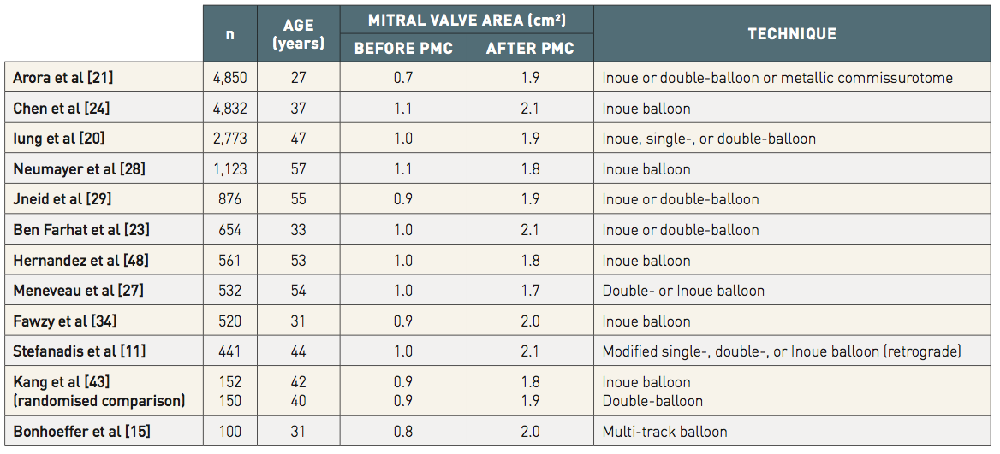 n AGE (years) MITRAL VALVE AREA (cm²) TECHNIQUE
BEFORE PMC AFTER PMC
Arora et al [21] 4,850 27 0.7 1.9 Inoue or double-balloon or metallic commissurotome
Chen et al [24] 4,832 37 1.1 2.1 Inoue balloon
Iung et al [20] 2,773 47 1.0 1.9 Inoue, single-, or double-balloon
Neumayer et al [28] 1,123 57 1.1 1.8 Inoue balloon
Jneid et al [29] 876 55 0.9 1.9 Inoue or double-balloon
Ben Farhat et al [23] 654 33 1.0 2.1 Inoue or double-balloon
Hernandez et al [48] 561 53 1.0 1.8 Inoue balloon
Meneveau et al [27] 532 54 1.0 1.7 Double- or Inoue balloon
Fawzy et al [34] 520 31 0.9 2.0 Inoue balloon
Stefanadis et al [11] 441 44 1.0 2.1 Modified single-, double-, or Inoue balloon (retrograde)
Kang et al [43] 152 42 0.9 1.8 Inoue balloon
(randomised comparison) 150 40 0.9 1.9 Double-balloon
Bonhoeffer et al [15] 100 31 0.8 2.0 Multi-track balloon